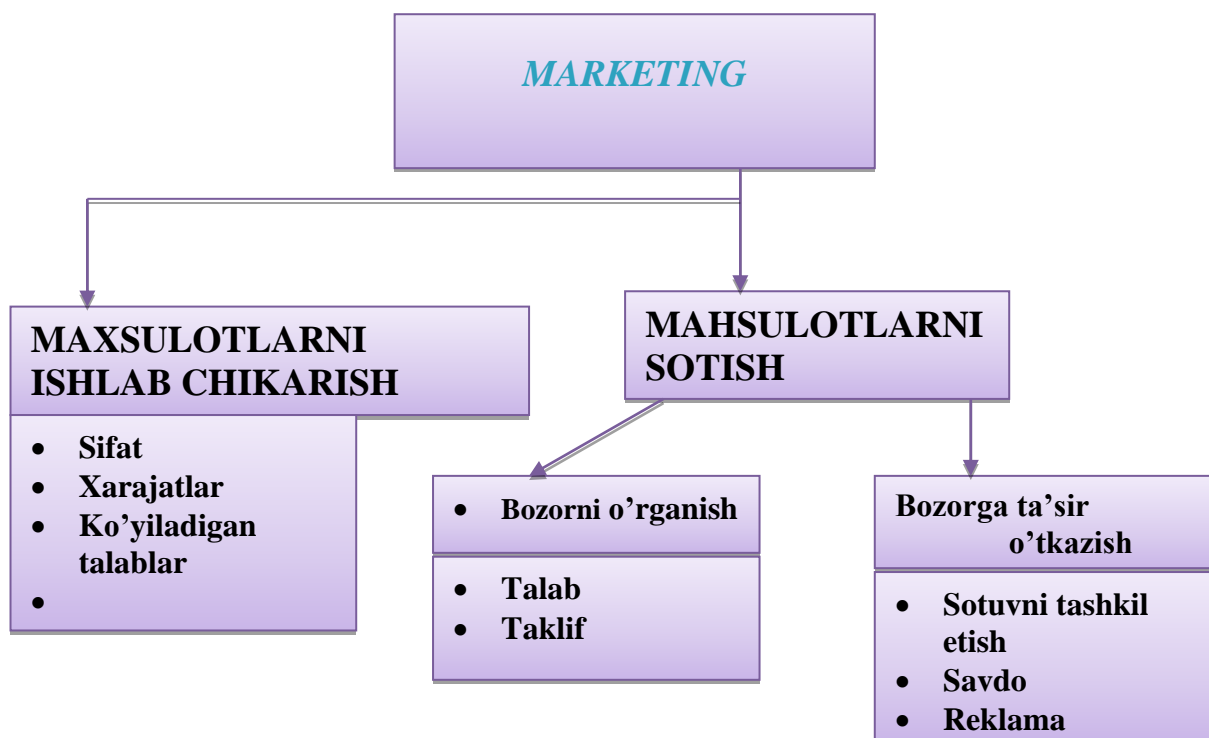 MARKETING
MAXSULOTLARNI
ISHLAB CHIKARISH
• Sifat
• Xarajatlar
• Ko’yiladigan
talablar
•
MAHSULOTLARNI
SOTISH
• Bozorni o’rganish
• Talab
• Taklif
Bozorga ta’sir
o’tkazish
• Sotuvni tashkil
etish
• Savdo
• Reklama